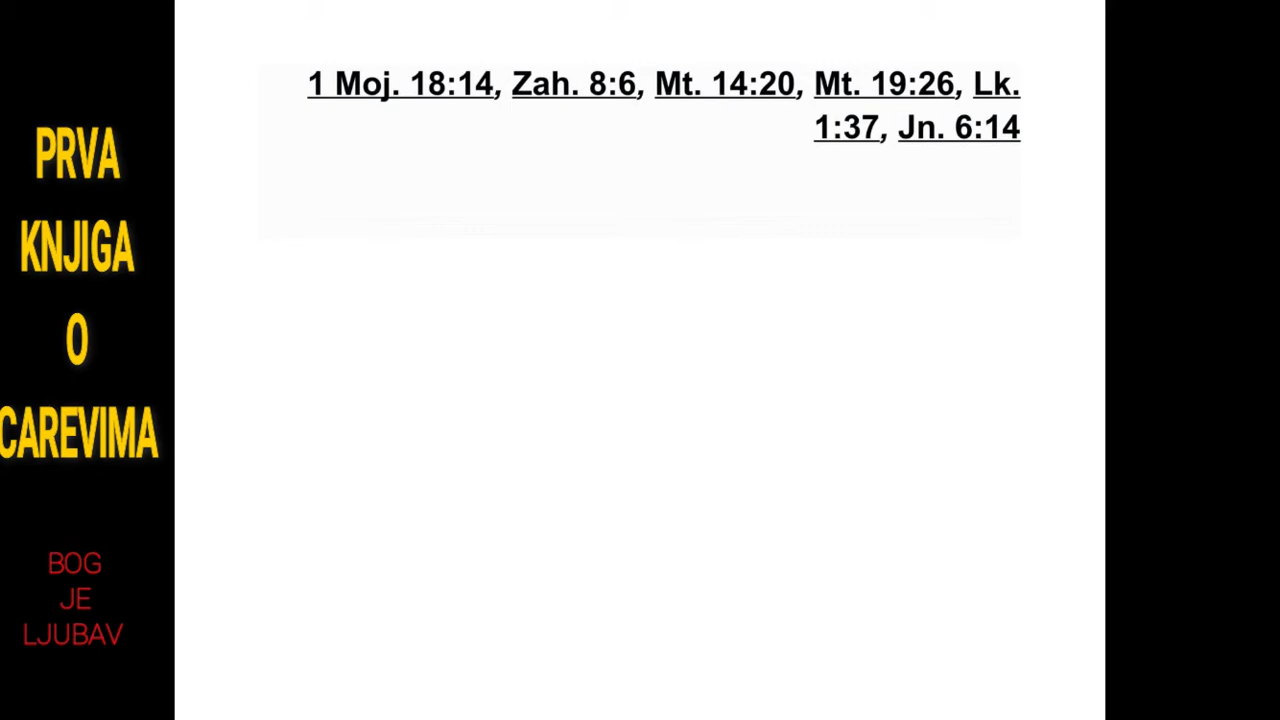 PRVA
KNJIGA
O
CAREVIMA
BOG
JE
LJUBAV
1 Moj. 18:14, Zah. 8:6, Mt. 14:20, Mt. 19:26, Lk.
1:37, Jn. 6:14